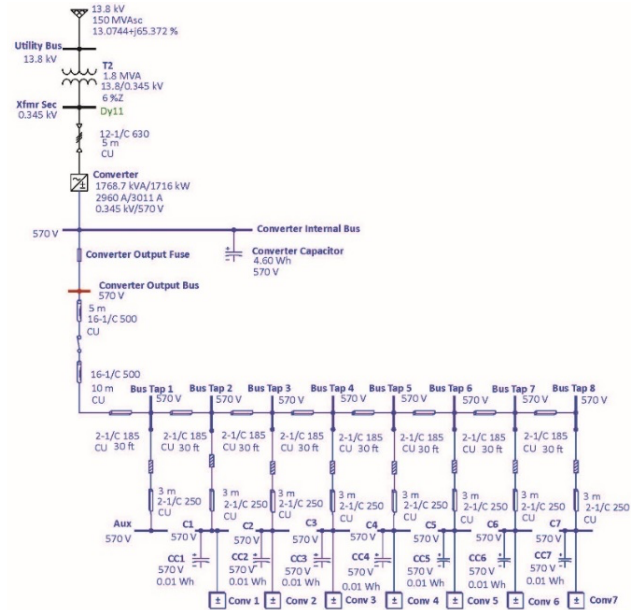 13.8 kV
150 MVAsc
13.0744+j65.372 %
Utility Bus
13.8 kV
T2
1.8 MVA
13.8/0.345 kV
6 %Z
Xfmr Sec
0.345 kV
Dy11
12-1/C 630
5 m
CU
Converter
1768.7 kVA/1716 kW
2960 A/3011 A
0.345 kV/570 V
570 V
Converter Internal Bus
Converter Output Fuse
Converter Capacitor
4.60 Wh
570 V
Converter Output Bus
570 V
5 m
16-1/C 500
CU
16-1/C 500
10 m
CU
Bus Tap 1 Bus Tap 2 Bus Tap 3 Bus Tap 4 Bus Tap 5 Bus Tap 6 Bus Tap 7 Bus Tap 8
570 V 570 V 570 V 570 V 570 V 570 V 570 V 570 V
2-1/C 185 2-1/C 185 2-1/C 185 2-1/C 185 2-1/C 185 2-1/C 185 2-1/C 185
CU 30 ft CU 30 ft CU 30 ft CU 30 ft CU 30 ft CU 30 ft CU 30 ft
3 m 3 m 3 m 3 m 3 m 3 m 3 m 3 m
2-1/C 250 2-1/C 250 2-1/C 250 2-1/C 250 2-1/C 250 2-1/C 250 2-1/C 250 2-1/C 250
CU CU CU CU CU CU CU CU
Aux C1 C2 C3 C4 C5 C6 C7
570 V 570 V 570 V 570 V 570 V 570 V 570 V 570 V
CC1 CC2 CC3 CC4 CC5 CC6 CC7
570 V 570 V 570 V 570 V 570 V 570 V 570 V
0.01 Wh 0.01 Wh 0.01 Wh 0.01 Wh 0.01 Wh 0.01 Wh 0.01 Wh
Conv 1 Conv 2 Conv 3 Conv 4 Conv 5 Conv 6 Conv7